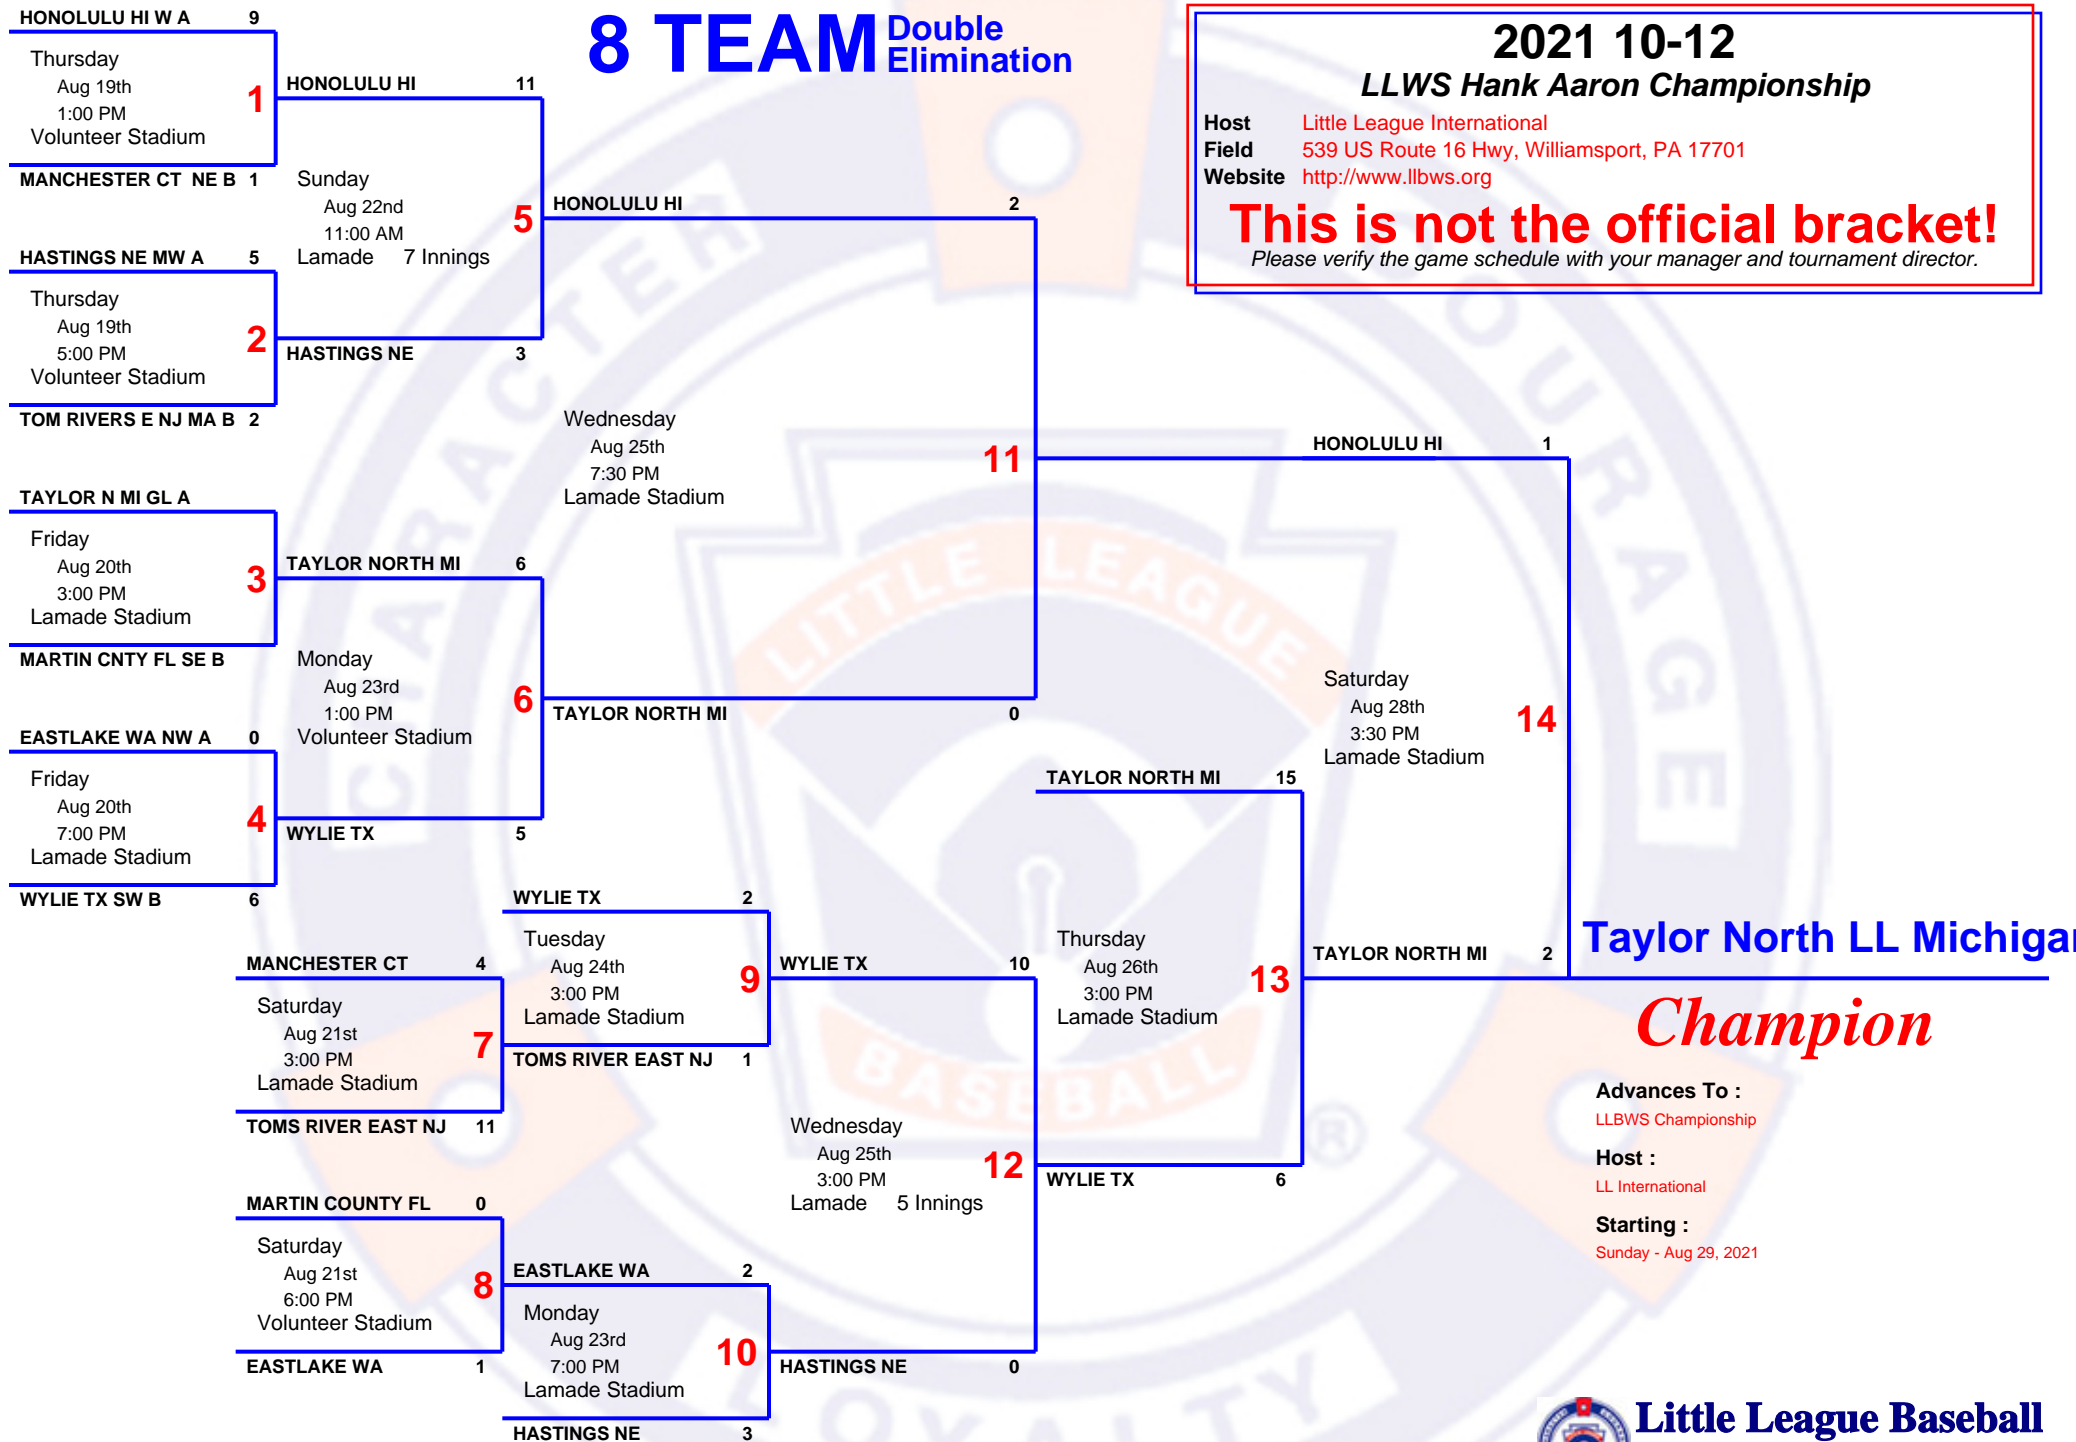 8 TEAM Double Elimination
2021 10-12
LLWS Hank Aaron Championship
Host Little League International
Field 539 US Route 16 Hwy, Williamsport, PA 17701
Website http://www.llbws.org
This is not the official bracket!
Please verify the game schedule with your manager and tournament director.
HONOLULU HI W A 9
Thursday
Aug 19th
1:00 PM
Volunteer Stadium
1
MANCHESTER CT NE B 1
HASTINGS NE MW A 5
Thursday
Aug 19th
5:00 PM
Volunteer Stadium
2
TOM RIVERS E NJ MA B 2
TAYLOR N MI GL A
Friday
Aug 20th
3:00 PM
Lamade Stadium
3
MARTIN CNTY FL SE B
EASTLAKE WA NW A 0
Friday
Aug 20th
7:00 PM
Lamade Stadium
4
WYLIE TX SW B 6
HONOLULU HI 11
Sunday
Aug 22nd
11:00 AM
Lamade 7 Innings
5
HASTINGS NE 3
TAYLOR NORTH MI 6
Monday
Aug 23rd
1:00 PM
Volunteer Stadium
6
WYLIE TX 5
MANCHESTER CT 4
Saturday
Aug 21st
3:00 PM
Lamade Stadium
7
TOMS RIVER EAST NJ 11
MARTIN COUNTY FL 0
Saturday
Aug 21st
6:00 PM
Volunteer Stadium
8
EASTLAKE WA 1
WYLIE TX 2
Tuesday
Aug 24th
3:00 PM
Lamade Stadium
9
TOMS RIVER EAST NJ 1
EASTLAKE WA 2
Monday
Aug 23rd
7:00 PM
Lamade Stadium
10
HASTINGS NE 3
HONOLULU HI 2
Wednesday
Aug 25th
7:30 PM
Lamade Stadium
11
TAYLOR NORTH MI 0
WYLIE TX 10
Wednesday
Aug 25th
3:00 PM
Lamade 5 Innings
12
HASTINGS NE 0
TAYLOR NORTH MI 15
Thursday
Aug 26th
3:00 PM
Lamade Stadium
13
WYLIE TX 6
HONOLULU HI 1
Saturday
Aug 28th
3:30 PM
Lamade Stadium
14
TAYLOR NORTH MI 2
Taylor North LL Michigan
Champion
Advances To :
LLBWS Championship
Host :
LL International
Starting :
Sunday - Aug 29, 2021
Little League Baseball
CHARACTER
COURAGE
LOYALTY
LITTLE LEAGUE
BASEBALL
®